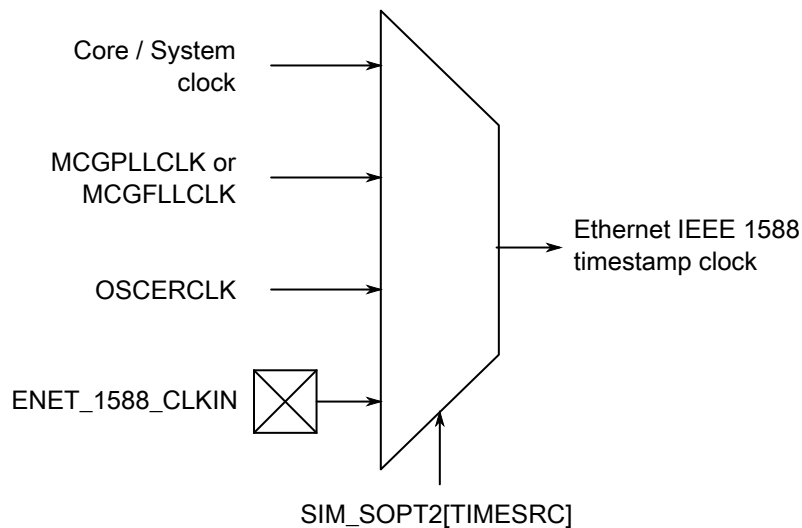 Core / System
clock
MCGPLLCLK or
MCGFLLCLK
OSCERCLK
ENET_1588_CLKIN
Ethernet IEEE 1588
timestamp clock
SIM_SOPT2[TIMESRC]